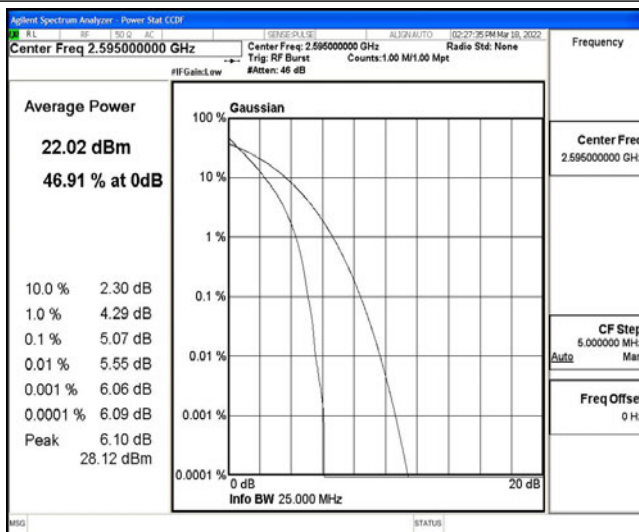 Agilent Spectrum Analyzer - Power Stat CCDF
RL RF 50 Ω AC SENSE:PULSE ALIGNAUTO 02:27:35 PM Mar 18, 2022
Center Freq 2.595000000 GHz
Center Freq: 2.595000000 GHz Radio Std: None
Trig: RF Burst Counts:1.00 M/1.00 Mpt
#IFGain:Low #Atten: 46 dB
Frequency
Average Power
22.02 dBm
46.91 % at 0dB
10.0 % 2.30 dB
1.0 % 4.29 dB
0.1 % 5.07 dB
0.01 % 5.55 dB
0.001 % 6.06 dB
0.0001 % 6.09 dB
Peak 6.10 dB
28.12 dBm
Gaussian
100 %
10 %
1 %
0.1 %
0.01 %
0.001 %
0.0001 %
0 dB 20 dB
Info BW 25.000 MHz
Center Freq
2.595000000 GHz
CF Step
5.000000 MHz
Auto Man
Freq Offset
0 Hz
MSG STATUS